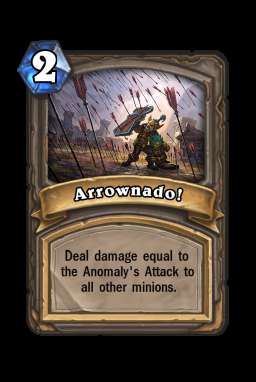 2
Arrownado!
Deal damage equal to
the Anomaly's Attack to
all other minions.